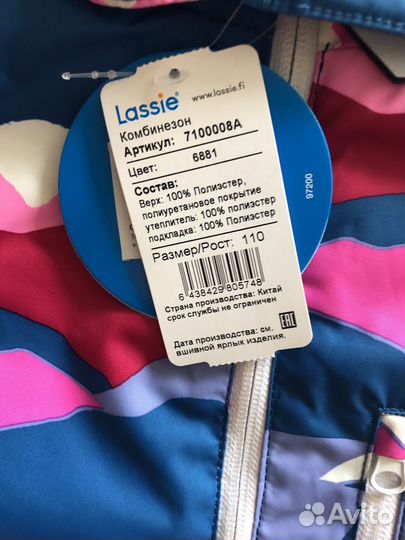 Lassie® www.lassie.fi
Комбинезон
Артикул: 7100008A
Цвет: 6881
Состав:
Верх: 100% Полиэстер,
полиуретановое покрытие
утеплитель: 100% полиэстер
подкладка: 100% Полиэстер
Размер/Рост: 110
6 438429 805748
Страна производства: Китай
срок службы не ограничен
Дата производства: см.
вшивной ярлык изделия.
EAC
97200
Avito